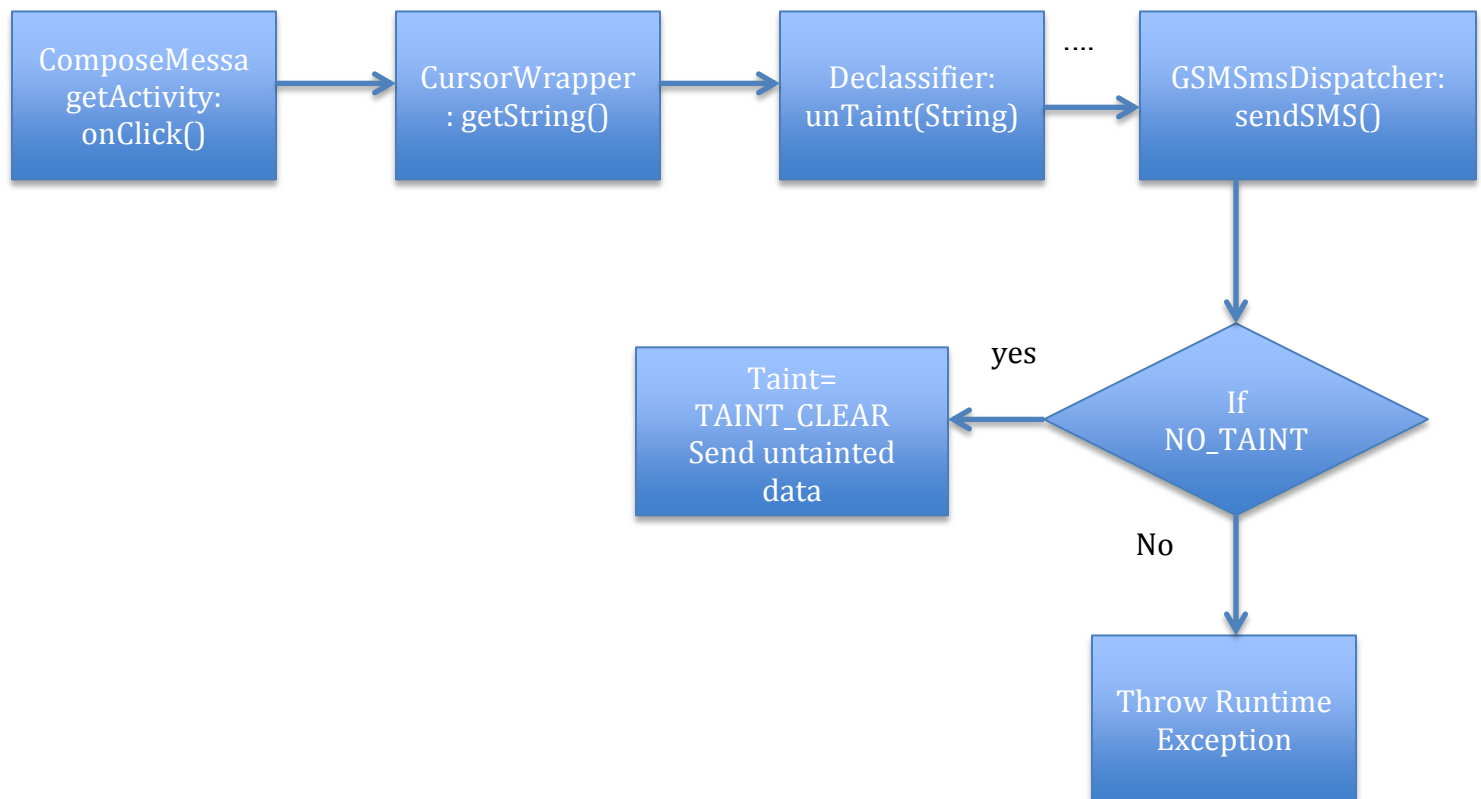 ComposeMessa
getActivity:
onClick()
CursorWrapper
: getString()
Declassifier:
unTaint(String)
....
GSMSmsDispatcher:
sendSMS()
yes
Taint=
TAINT_CLEAR
Send untainted
data
If
NO_TAINT
No
Throw Runtime
Exception